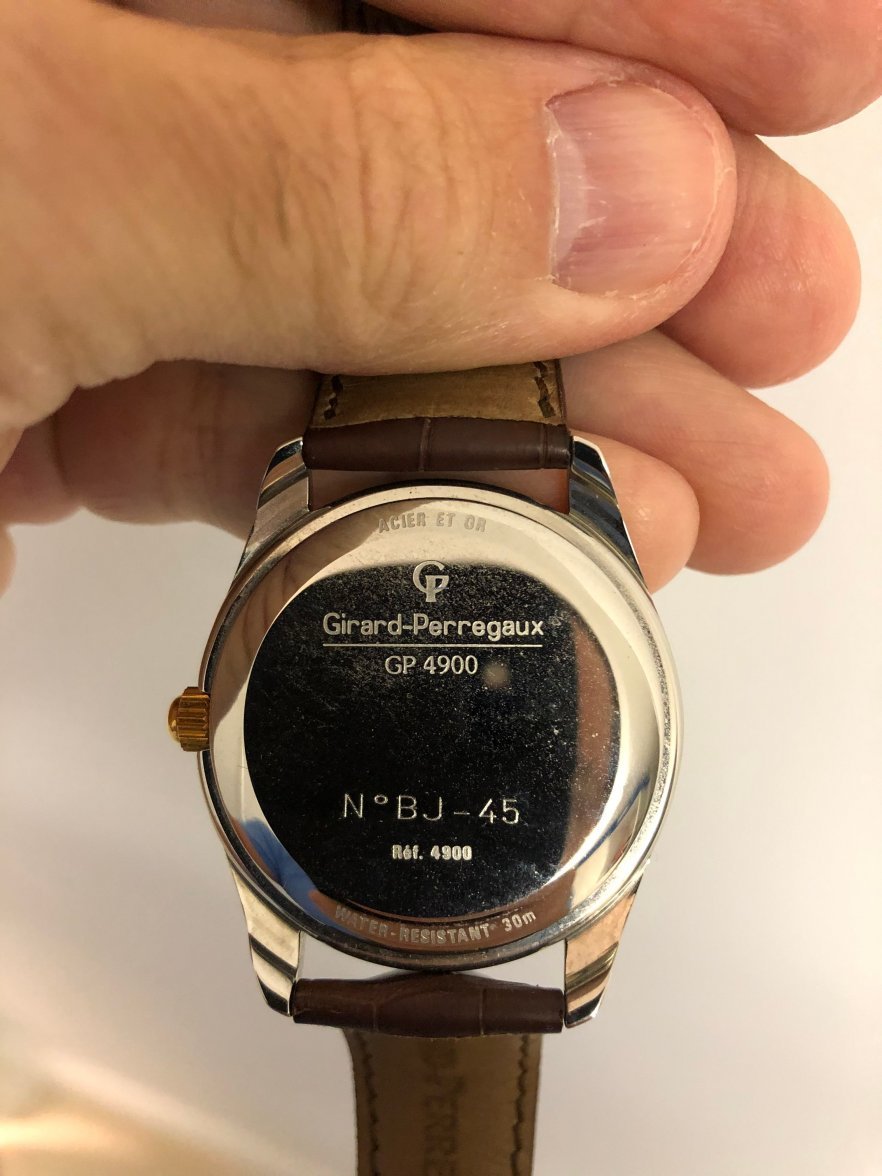 ACIER ET OR
GP
Girard-Perregaux
GP 4900
N° BJ-45
Réf. 4900
WATER-RESISTANT 30m